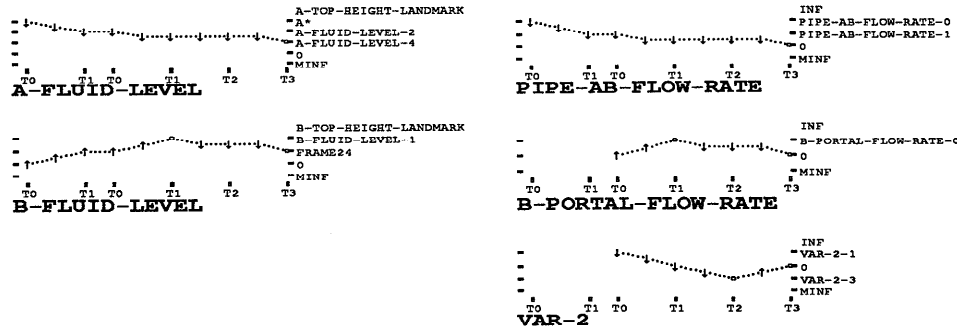 A-TOP-HEIGHT-LANDMARK
A*
A-FLUID-LEVEL-2
A-FLUID-LEVEL-4
0
MINF
T0 T1 T0 T1 T2 T3
A-FLUID-LEVEL
INF
PIPE-AB-FLOW-RATE-0
PIPE-AB-FLOW-RATE-1
0
MINF
T0 T1 T0 T1 T2 T3
PIPE-AB-FLOW-RATE
B-TOP-HEIGHT-LANDMARK
B-FLUID-LEVEL-1
FRAME24
0
MINF
T0 T1 T0 T1 T2 T3
B-FLUID-LEVEL
INF
B-PORTAL-FLOW-RATE-0
0
MINF
T0 T1 T0 T1 T2 T3
B-PORTAL-FLOW-RATE
INF
VAR-2-1
0
VAR-2-3
MINF
T0 T1 T0 T1 T2 T3
VAR-2